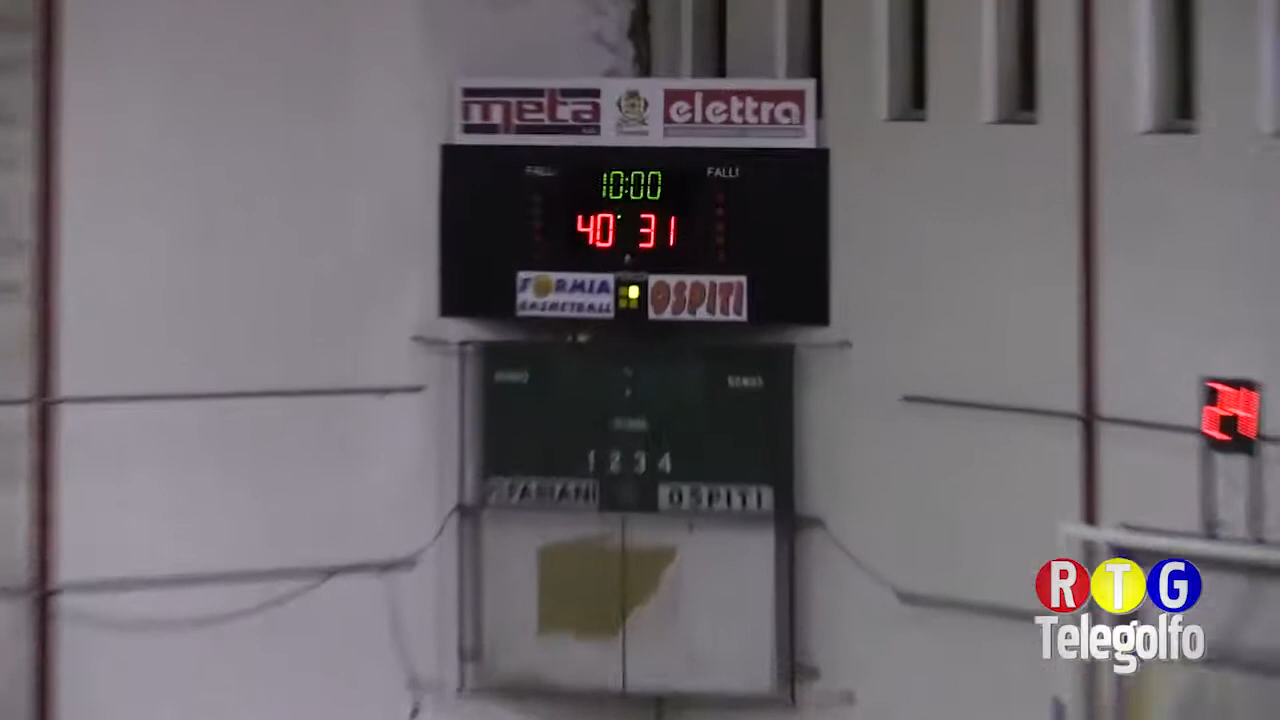 meta elettra
FALLI FALLI
10:00
40 31
FORMIA OSPITI
BASKETBALL
24
1 2 3 4
FABIANI OSPITI
RTG
Telegolfo